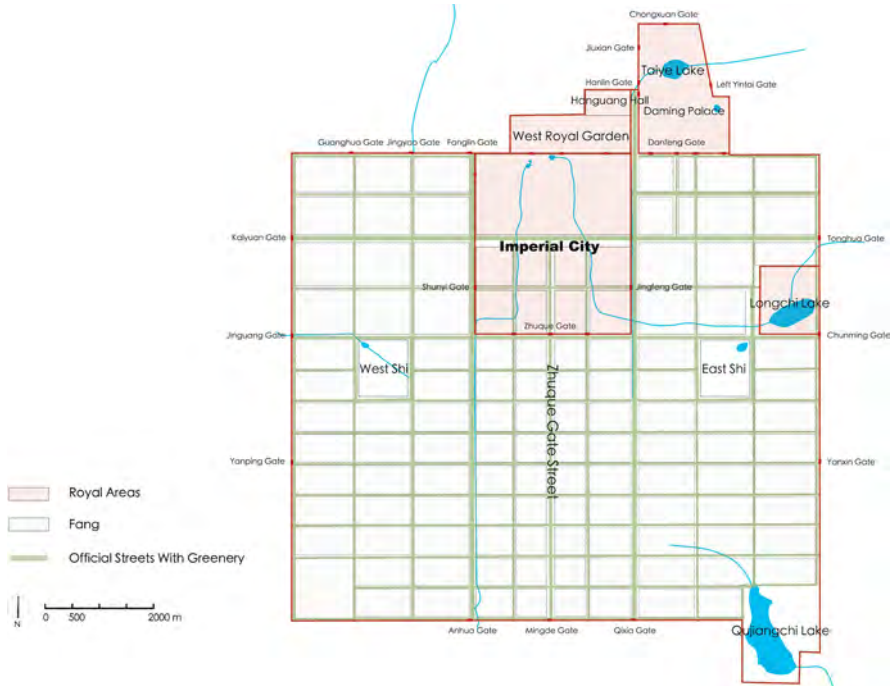 Chongxuan Gate
Jiuxian Gate
Taiye Lake
Hanlin Gate
Left Yintai Gate
Hanguang Hall
Daming Palace
West Royal Garden
Guanghua Gate
Jingyao Gate
Fanglin Gate
Danfeng Gate
Kaiyuan Gate
Imperial City
Tonghua Gate
Shunyi Gate
Jingfeng Gate
Longchi Lake
Jinguang Gate
Zhuque Gate
Chunming Gate
West Shi
East Shi
Zhuque Gate Street
Yanping Gate
Yanxin Gate
Royal Areas
Fang
Official Streets With Greenery
N
0 500 2000 m
Anhua Gate
Mingde Gate
Qixia Gate
Qujiangchi Lake